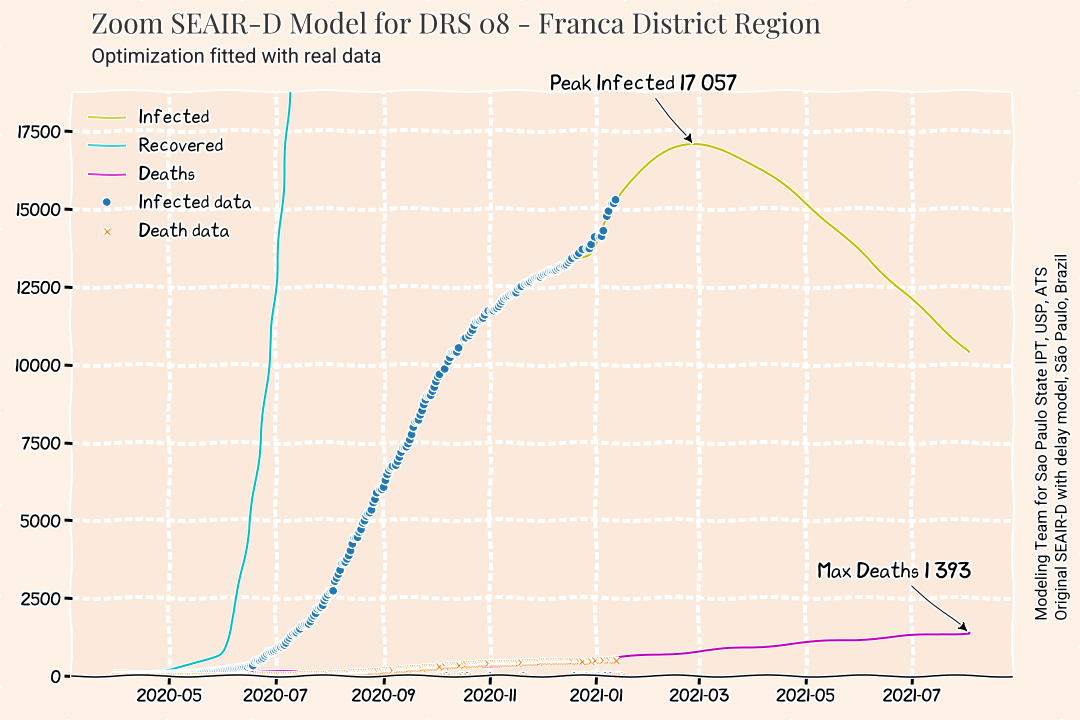 Zoom SEAIR-D Model for DRS 08 - Franca District Region
Optimization fitted with real data
Peak Infected 17 057
Infected
Recovered
Deaths
Infected data
Death data
17500
15000
12500
10000
7500
5000
2500
0
Max Deaths 1 393
2020-05
2020-07
2020-09
2020-11
2021-01
2021-03
2021-05
2021-07
Modeling Team for Sao Paulo State IPT, USP, ATS
Original SEAIR-D with delay model, São Paulo, Brazil